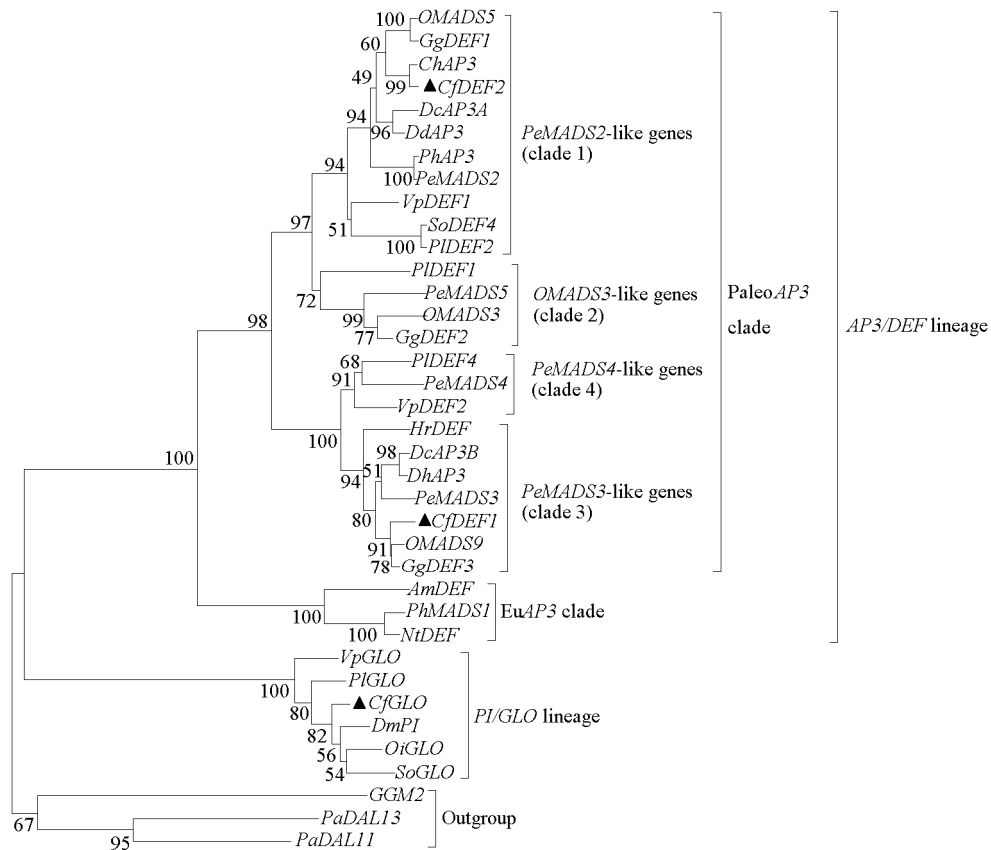 100
OMADS5
60
GgDEF1
ChAP3
49
99
▲CfDEF2
DcAP3A
94
96
DdAP3
PeMADS2-like genes
(clade 1)
PhAP3
94
100
PeMADS2
VpDEF1
97
51
SoDEF4
100
PlDEF2
PlDEF1
72
PeMADS5
OMADS3-like genes
(clade 2)
PaleoAP3
clade
99
OMADS3
98
77
GgDEF2
AP3/DEF lineage
68
PlDEF4
91
PeMADS4
PeMADS4-like genes
(clade 4)
VpDEF2
100
HrDEF
98
DcAP3B
51
94
DhAP3
PeMADS3
PeMADS3-like genes
(clade 3)
100
80
▲CfDEF1
91
OMADS9
78
GgDEF3
AmDEF
100
PhMADS1
EuAP3 clade
100
NtDEF
VpGLO
100
PlGLO
80
▲CfGLO
PI/GLO lineage
82
DmPI
56
OiGLO
54
SoGLO
GGM2
67
PaDAL13
Outgroup
95
PaDAL11